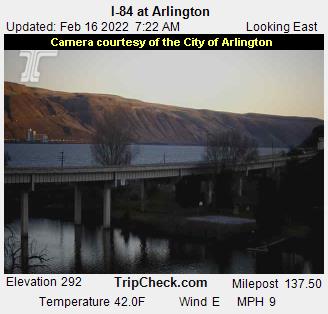 I-84 at Arlington
Updated: Feb 16 2022 7:22 AM Looking East
Camera courtesy of the City of Arlington
Elevation 292 TripCheck.com Milepost 137.50
Temperature 42.0F Wind E MPH 9